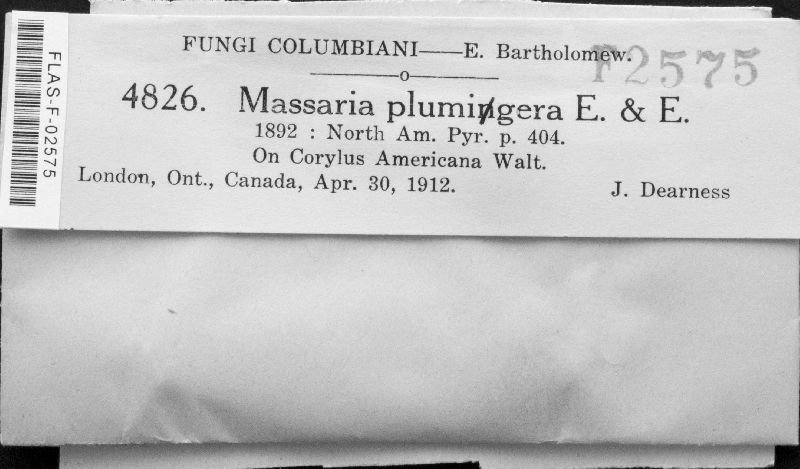 FUNGI COLUMBIANI——E. Bartholomew.
F2575
4826. Massaria plumingera E. & E.
1892 : North Am. Pyr. p. 404.
On Corylus Americana Walt.
London, Ont., Canada, Apr. 30, 1912. J. Dearness
FLAS-F-02575